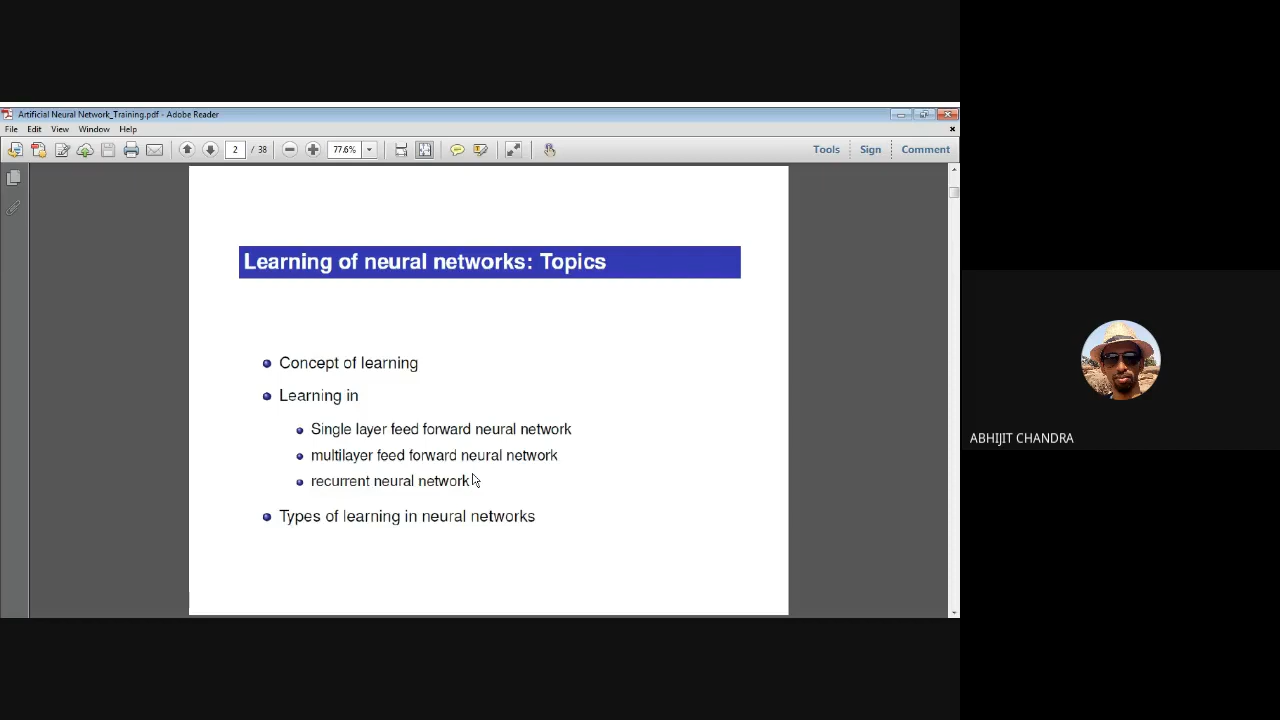 Artificial Neural Network_Training.pdf - Adobe Reader
File Edit View Window Help
2 / 38 77.6% Tools Sign Comment
Learning of neural networks: Topics
Concept of learning
Learning in
Single layer feed forward neural network
multilayer feed forward neural network
recurrent neural network
Types of learning in neural networks
ABHIJIT CHANDRA